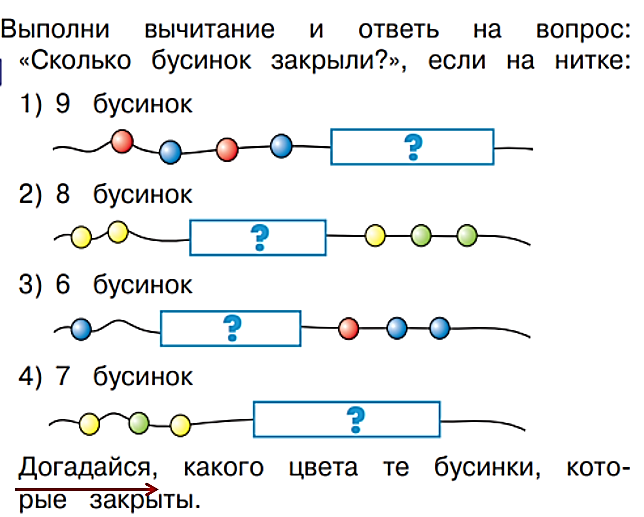 Выполни вычитание и ответь на вопрос:
«Сколько бусинок закрыли?», если на нитке:
1) 9 бусинок
?
2) 8 бусинок
?
3) 6 бусинок
?
4) 7 бусинок
?
Догадайся, какого цвета те бусинки, кото-
рые закрыты.